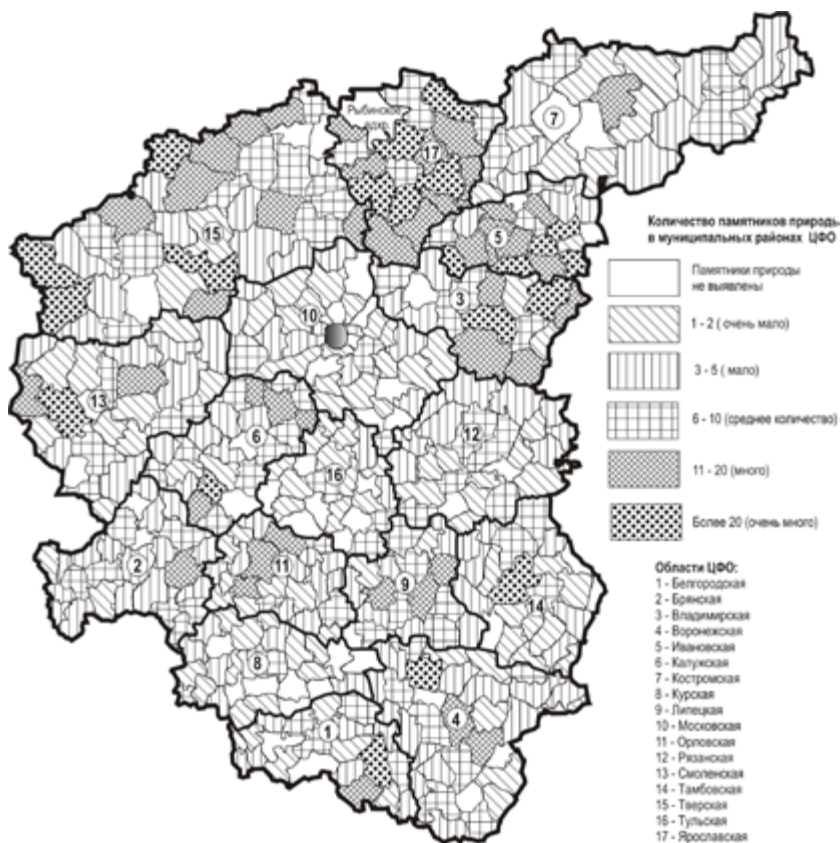 Рыбинское
вдхр.
7
17
5
15
3
10
13
6
12
16
2
11
9
14
8
1
4
Количество памятников природы
в муниципальных районах ЦФО
Памятники природы
не выявлены
1 - 2 ( очень мало)
3 - 5 ( мало)
6 - 10 (среднее количество)
11 - 20 (много)
Более 20 (очень много)
Области ЦФО:
1 - Белгородская
2 - Брянская
3 - Владимирская
4 - Воронежская
5 - Ивановская
6 - Калужская
7 - Костромская
8 - Курская
9 - Липецкая
10 - Московская
11 - Орловская
12 - Рязанская
13 - Смоленская
14 - Тамбовская
15 - Тверская
16 - Тульская
17 - Ярославская